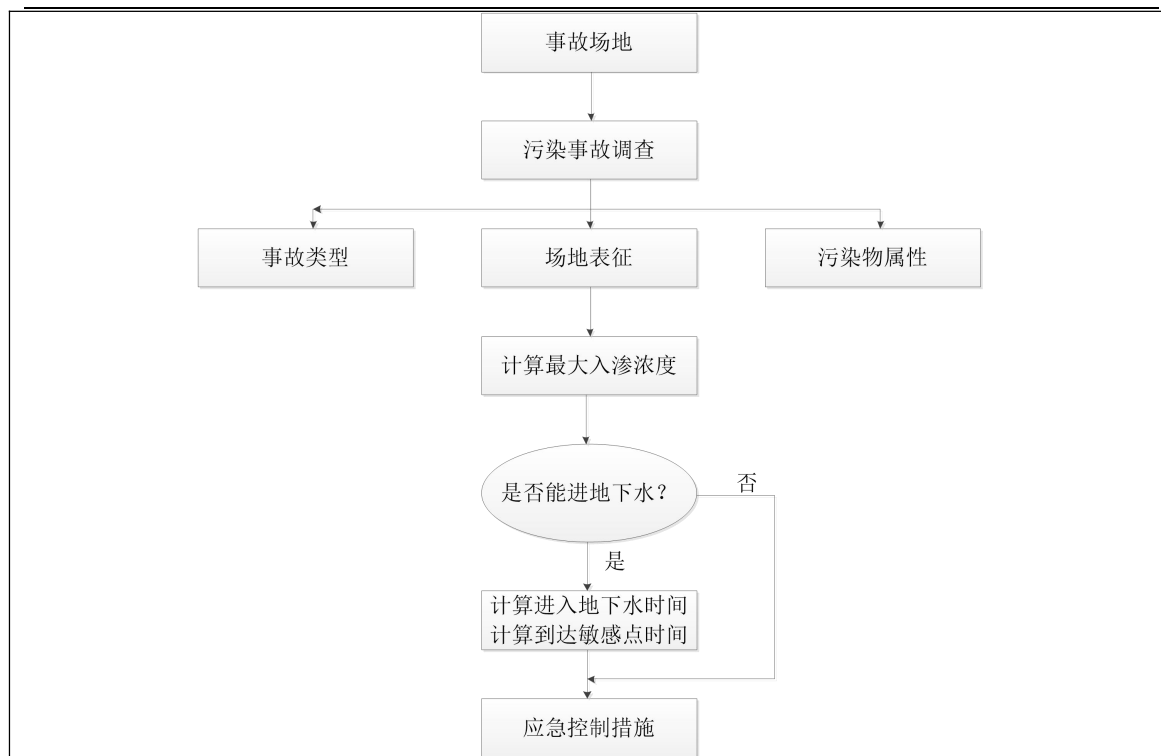 事故场地
污染事故调查
事故类型
场地表征
污染物属性
计算最大入渗浓度
是否能进地下水？
否
是
计算进入地下水时间
计算到达敏感点时间
应急控制措施